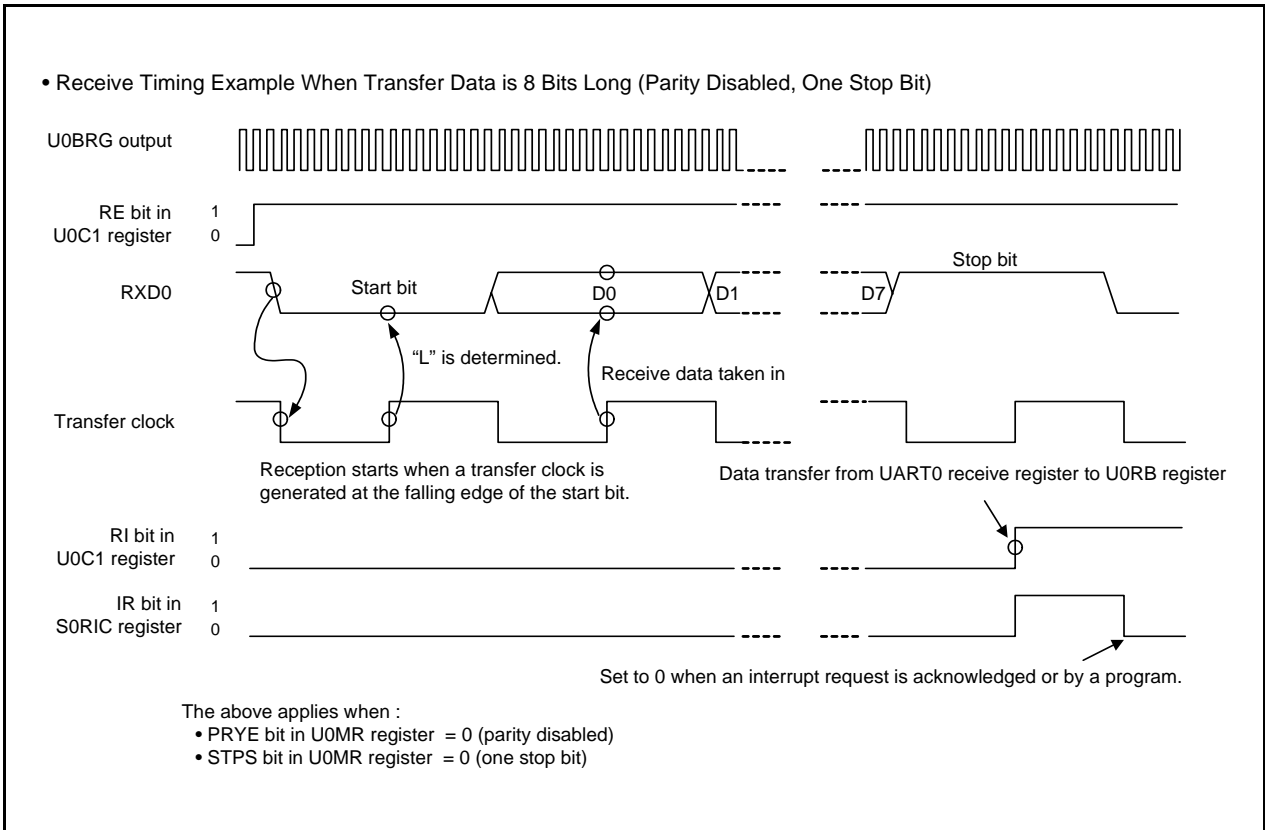 • Receive Timing Example When Transfer Data is 8 Bits Long (Parity Disabled, One Stop Bit)
U0BRG output
RE bit in
U0C1 register
1
0
RXD0
Start bit
D0
D1
D7
Stop bit
“L” is determined.
Receive data taken in
Transfer clock
Reception starts when a transfer clock is
generated at the falling edge of the start bit.
Data transfer from UART0 receive register to U0RB register
RI bit in
U0C1 register
1
0
IR bit in
S0RIC register
1
0
Set to 0 when an interrupt request is acknowledged or by a program.
The above applies when :
• PRYE bit in U0MR register = 0 (parity disabled)
• STPS bit in U0MR register = 0 (one stop bit)